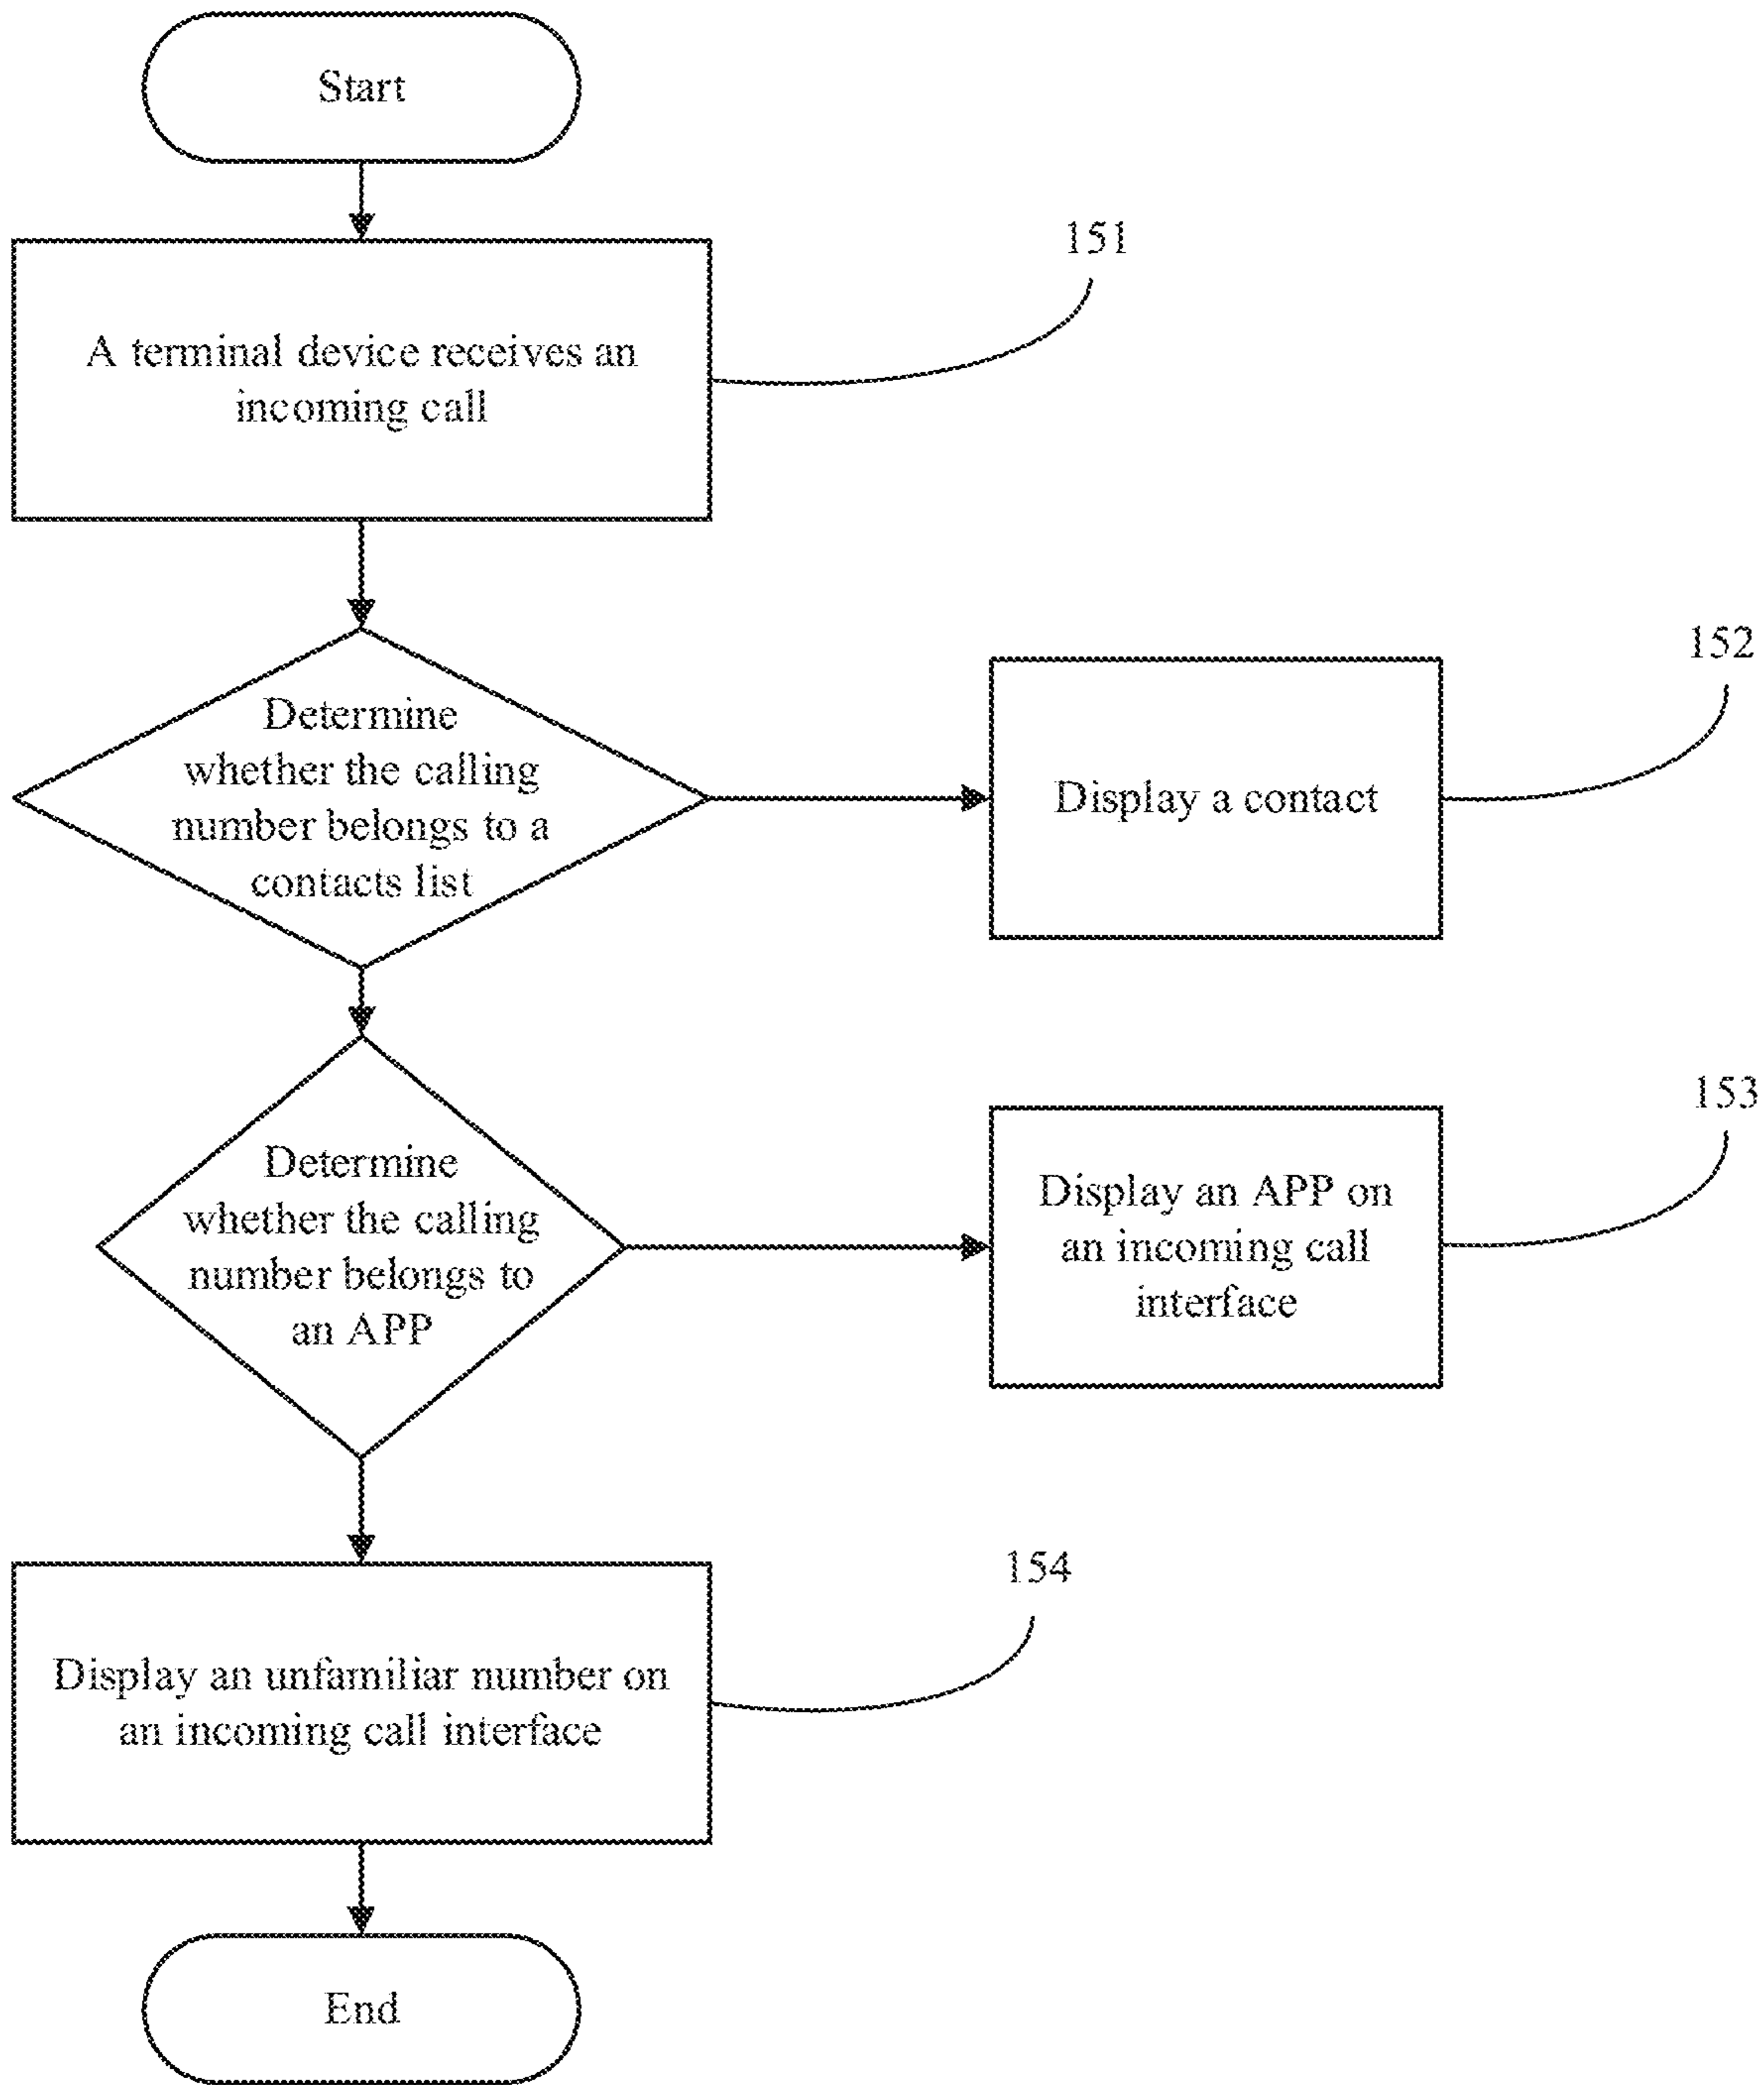 Start
151
A terminal device receives an
incoming call
152
Determine
whether the calling
number belongs to a
contacts list
Display a contact
153
Determine
whether the calling
number belongs to
an APP
Display an APP on
an incoming call
interface
154
Display an unfamiliar number on
an incoming call interface
End